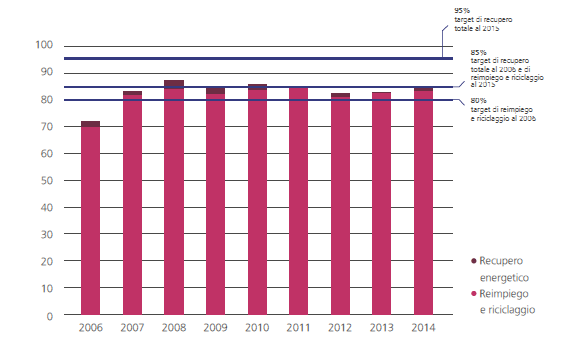 95%
target di recupero
totale al 2015
85%
target di recupero
totale al 2006 e di
reimpiego e riciclaggio
al 2015
80%
target di reimpiego
e riciclaggio al 2006
100
90
80
70
60
50
40
30
20
10
0
2006 2007 2008 2009 2010 2011 2012 2013 2014
Recupero
energetico
Reimpiego
e riciclaggio